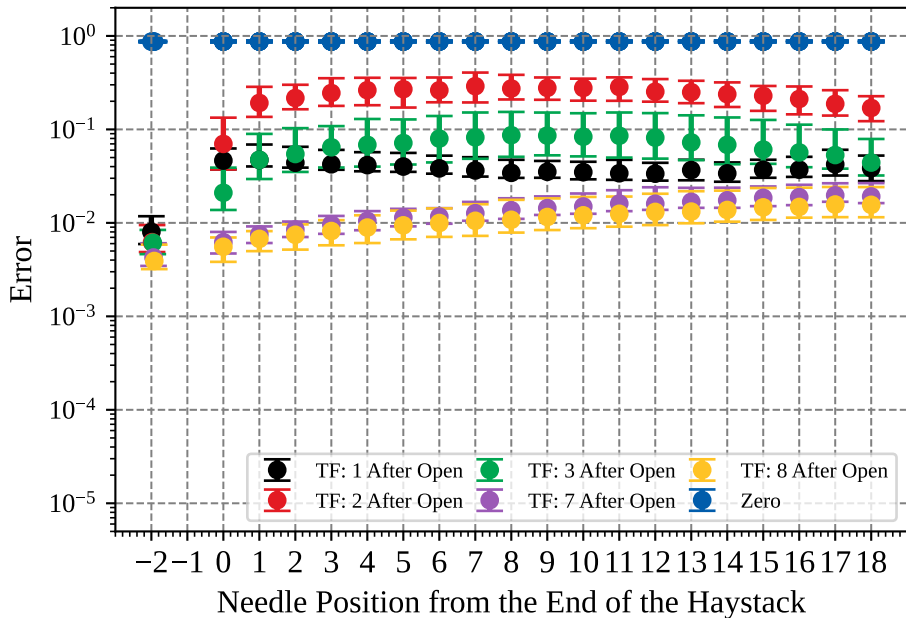 10⁰
10⁻¹
10⁻²
10⁻³
10⁻⁴
10⁻⁵
Error
TF: 1 After Open TF: 3 After Open TF: 8 After Open
TF: 2 After Open TF: 7 After Open Zero
−2 −1 0 1 2 3 4 5 6 7 8 9 10 11 12 13 14 15 16 17 18
Needle Position from the End of the Haystack